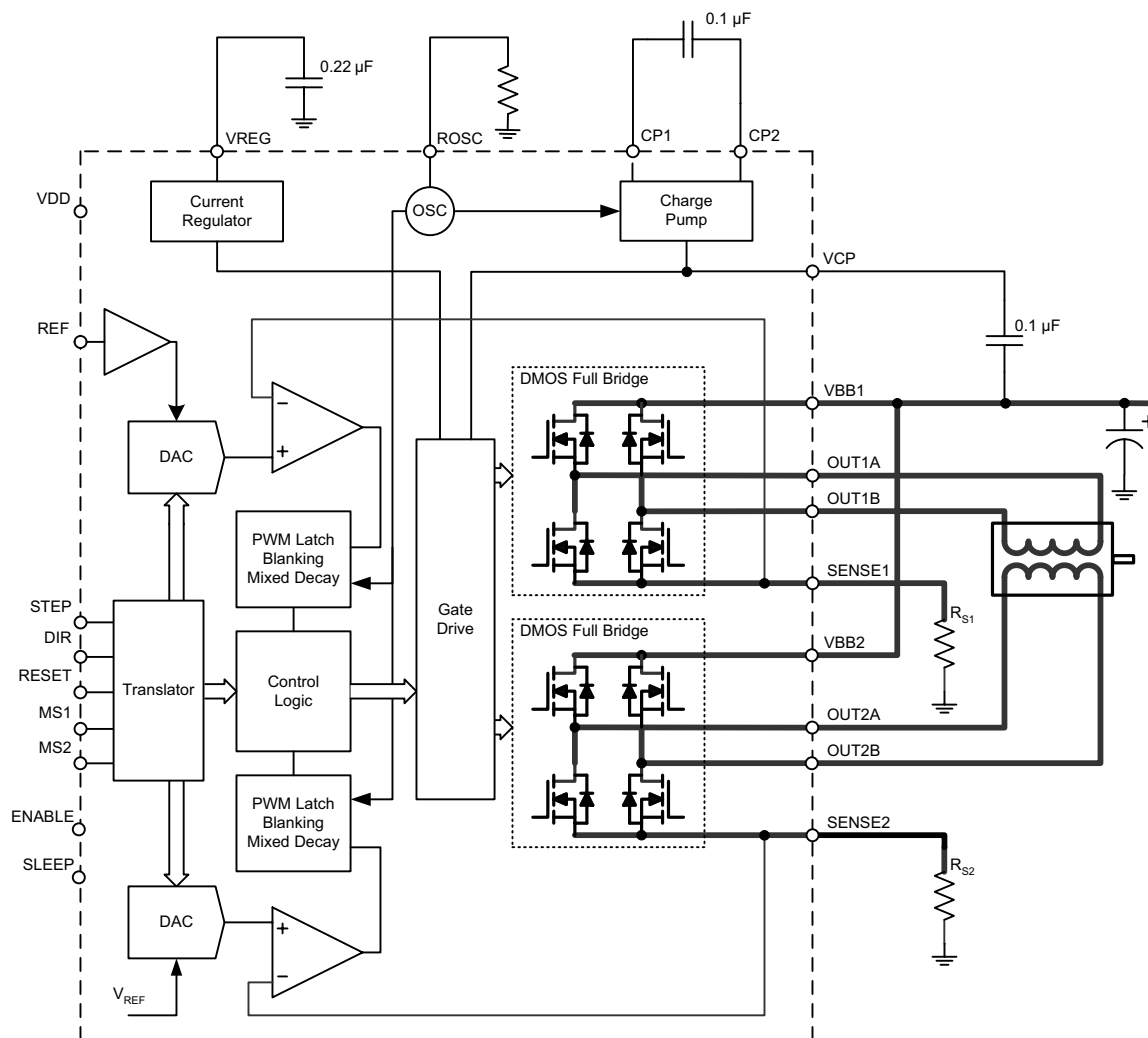 0.1 µF
0.22 µF
VREG
ROSC
CP1
CP2
VDD
Current
Regulator
OSC
Charge
Pump
VCP
REF
0.1 µF
DMOS Full Bridge
VBB1
+
−
+
DAC
OUT1A
OUT1B
PWM Latch
Blanking
Mixed Decay
SENSE1
STEP
DIR
RESET
MS1
MS2
Translator
Control
Logic
Gate
Drive
DMOS Full Bridge
RS1
VBB2
OUT2A
OUT2B
PWM Latch
Blanking
Mixed Decay
ENABLE
SLEEP
SENSE2
RS2
DAC
+
−
VREF